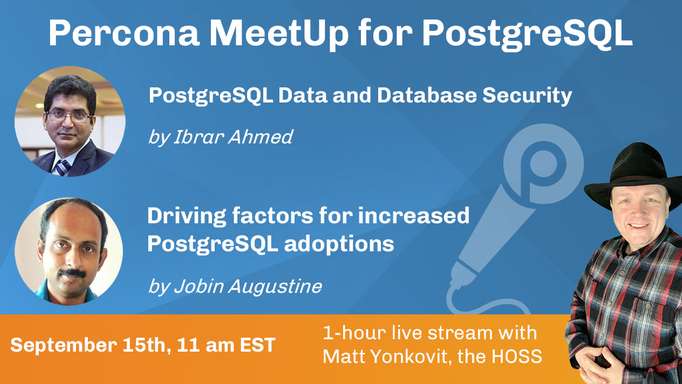 Percona MeetUp for PostgreSQL
PostgreSQL Data and Database Security
by Ibrar Ahmed
Driving factors for increased
PostgreSQL adoptions
by Jobin Augustine
September 15th, 11 am EST
1-hour live stream with
Matt Yonkovit, the HOSS